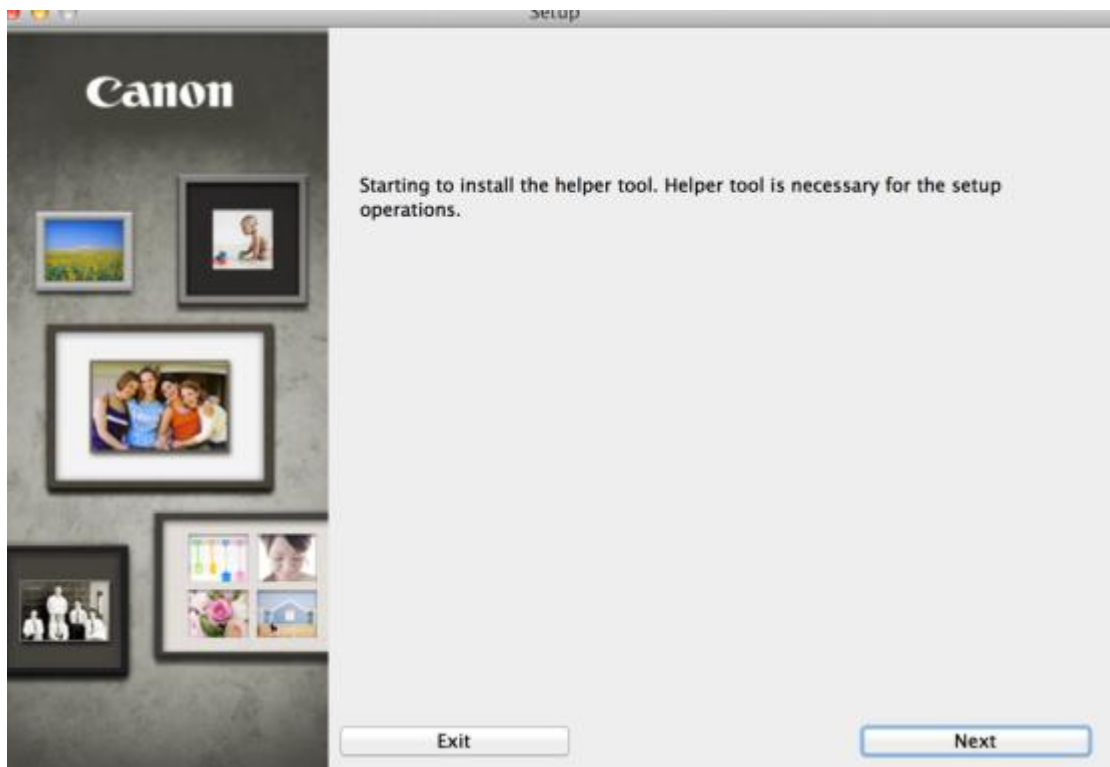 Setup
Canon
Starting to install the helper tool. Helper tool is necessary for the setup
operations.
Exit
Next